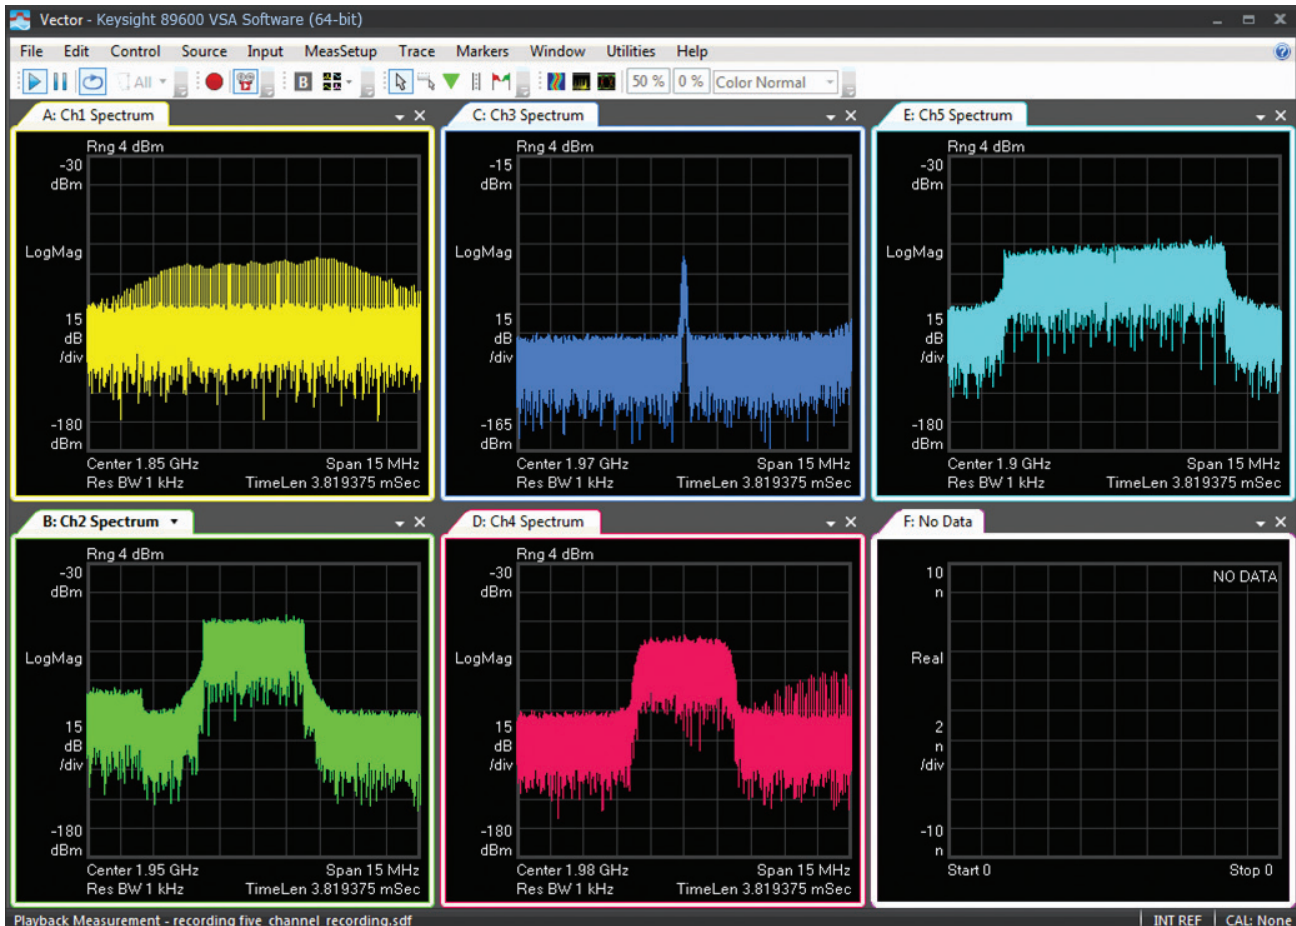 Vector - Keysight 89600 VSA Software (64-bit)
File Edit Control Source Input MeasSetup Trace Markers Window Utilities Help
All B 50 % 0 % Color Normal
A: Ch1 Spectrum
Rng 4 dBm
-30
dBm
LogMag
15
dB
/div
-180
dBm
Center 1.85 GHz Span 15 MHz
Res BW 1 kHz TimeLen 3.819375 mSec
C: Ch3 Spectrum
Rng 4 dBm
-15
dBm
LogMag
15
dB
/div
-165
dBm
Center 1.97 GHz Span 15 MHz
Res BW 1 kHz TimeLen 3.819375 mSec
E: Ch5 Spectrum
Rng 4 dBm
-30
dBm
LogMag
15
dB
/div
-180
dBm
Center 1.9 GHz Span 15 MHz
Res BW 1 kHz TimeLen 3.819375 mSec
B: Ch2 Spectrum
Rng 4 dBm
-30
dBm
LogMag
15
dB
/div
-180
dBm
Center 1.95 GHz Span 15 MHz
Res BW 1 kHz TimeLen 3.819375 mSec
D: Ch4 Spectrum
Rng 4 dBm
-30
dBm
LogMag
15
dB
/div
-180
dBm
Center 1.98 GHz Span 15 MHz
Res BW 1 kHz TimeLen 3.819375 mSec
F: No Data
NO DATA
10
n
Real
2
n
/div
-10
n
Start 0 Stop 0
Playback Measurement - recording five_channel_recording.sdf INT REF CAL: None